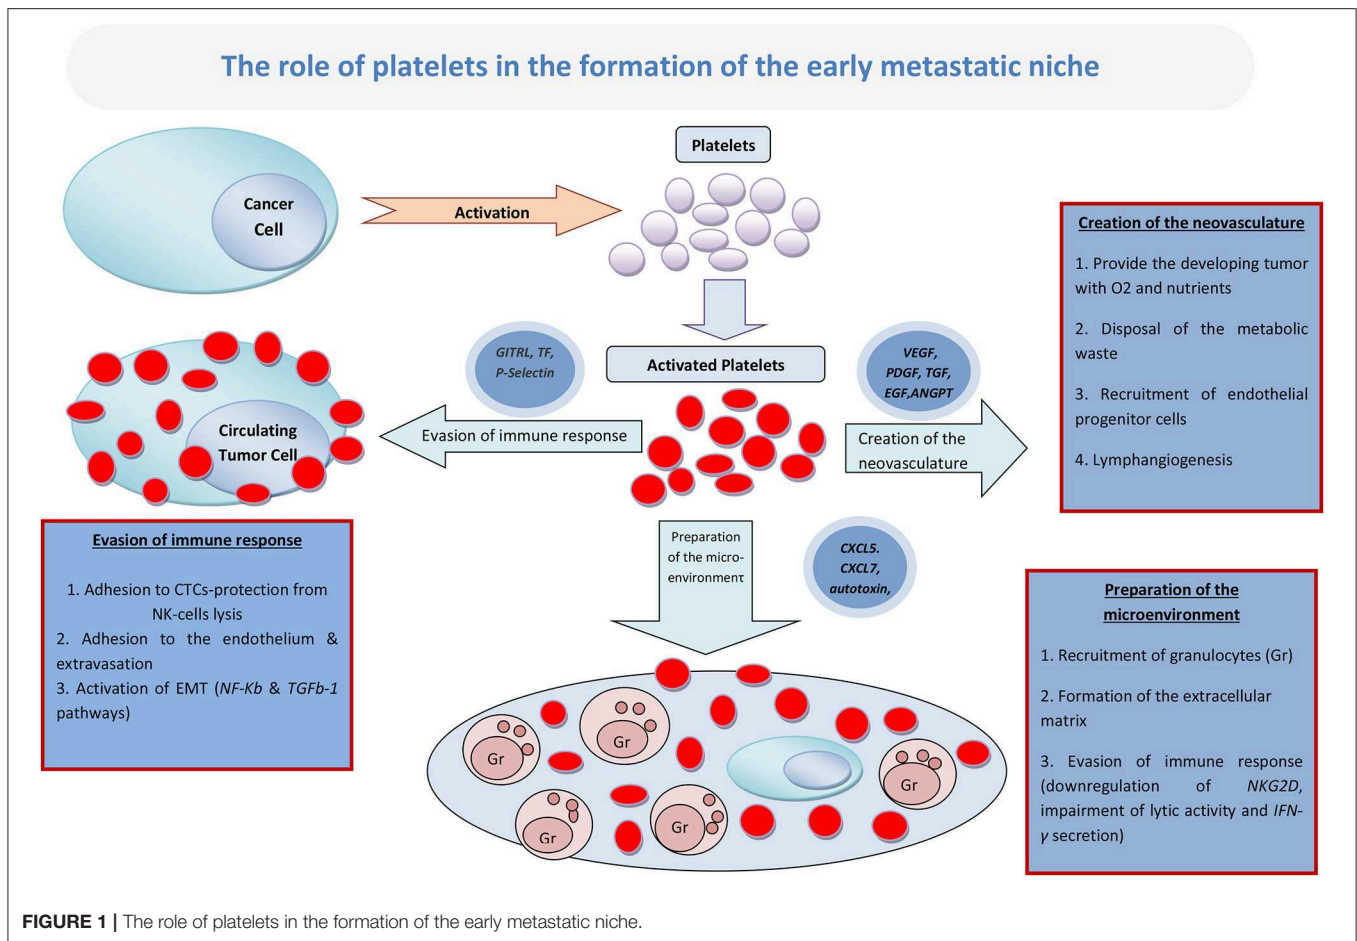 The role of platelets in the formation of the early metastatic niche
Platelets
Cancer
Cell
Activation
Creation of the neovasculature
1. Provide the developing tumor
with O2 and nutrients
2. Disposal of the metabolic
waste
3. Recruitment of endothelial
progenitor cells
4. Lymphangiogenesis
GITRL, TF,
P-Selectin
Activated Platelets
VEGF,
PDGF, TGF,
EGF,ANGPT
Circulating
Tumor Cell
Evasion of immune response
Creation of the
neovasculature
Evasion of immune response
1. Adhesion to CTCs-protection from
NK-cells lysis
2. Adhesion to the endothelium &
extravasation
3. Activation of EMT (NF-Kb & TGFb-1
pathways)
Preparation
of the micro-
environmenτ
CXCL5.
CXCL7,
autotoxin,
Preparation of the
microenvironment
1. Recruitment of granulocytes (Gr)
2. Formation of the extracellular
matrix
3. Evasion of immune response
(downregulation of NKG2D,
impairment of lytic activity and IFN-
γ secretion)
Gr
Gr
Gr
Gr
Gr
FIGURE 1 | The role of platelets in the formation of the early metastatic niche.